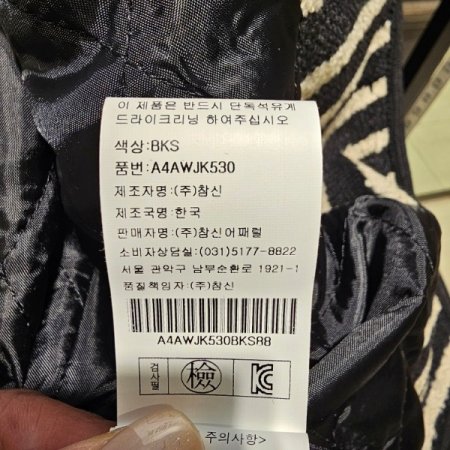 이 제품은 반드시 단독석유계
드라이크리닝 하여주십시오
색상:BKS
품번:A4AWJK530
제조자명:(주)참신
제조국명:한국
판매자명:(주)참신어패럴
소비자상담실:(031)5177-8822
서울 관악구 남부순환로 1921-1
품질책임자:(주)참신
A4AWJK530BKSR8
검사필 檢
주의사항>